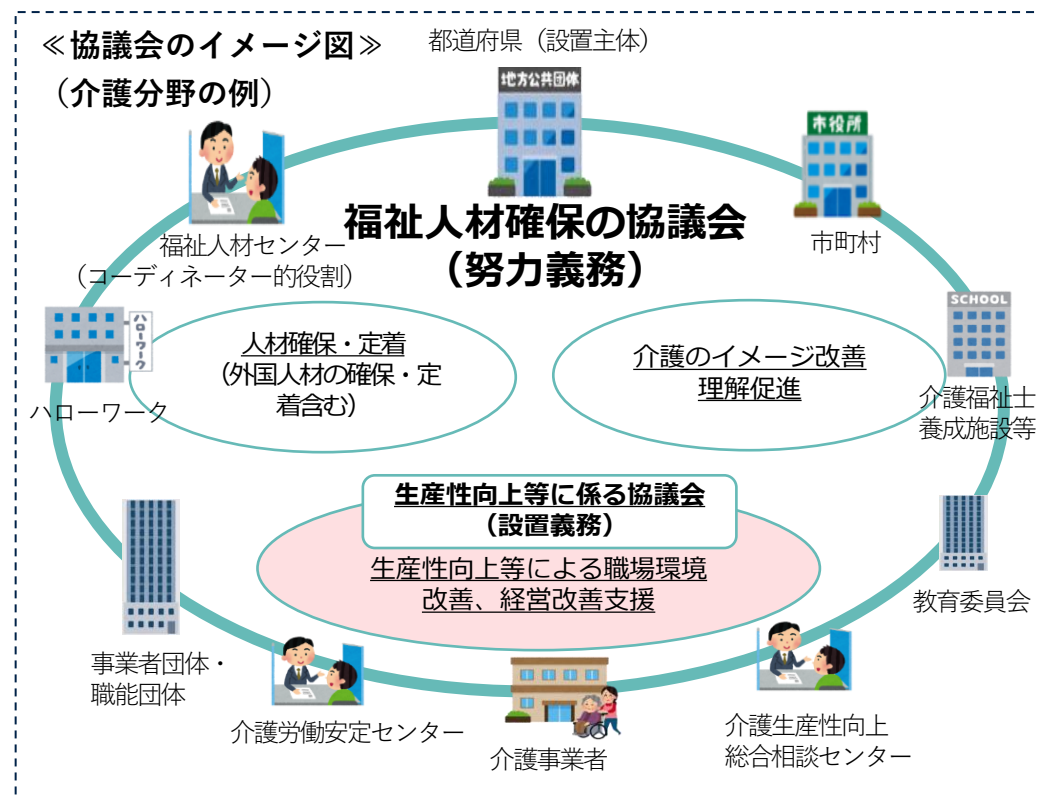 ≪協議会のイメージ図≫
（介護分野の例）
都道府県（設置主体）
地方公共団体
市役所
市町村
福祉人材センター
（コーディネーター的役割）
福祉人材確保の協議会
（努力義務）
ハローワーク
ハローワーク
人材確保・定着
（外国人材の確保・定
着含む）
介護のイメージ改善
理解促進
SCHOOL
介護福祉士
養成施設等
生産性向上等に係る協議会
（設置義務）
生産性向上等による職場環境
改善、経営改善支援
教育委員会
事業者団体・
職能団体
介護労働安定センター
介護事業者
介護生産性向上
総合相談センター